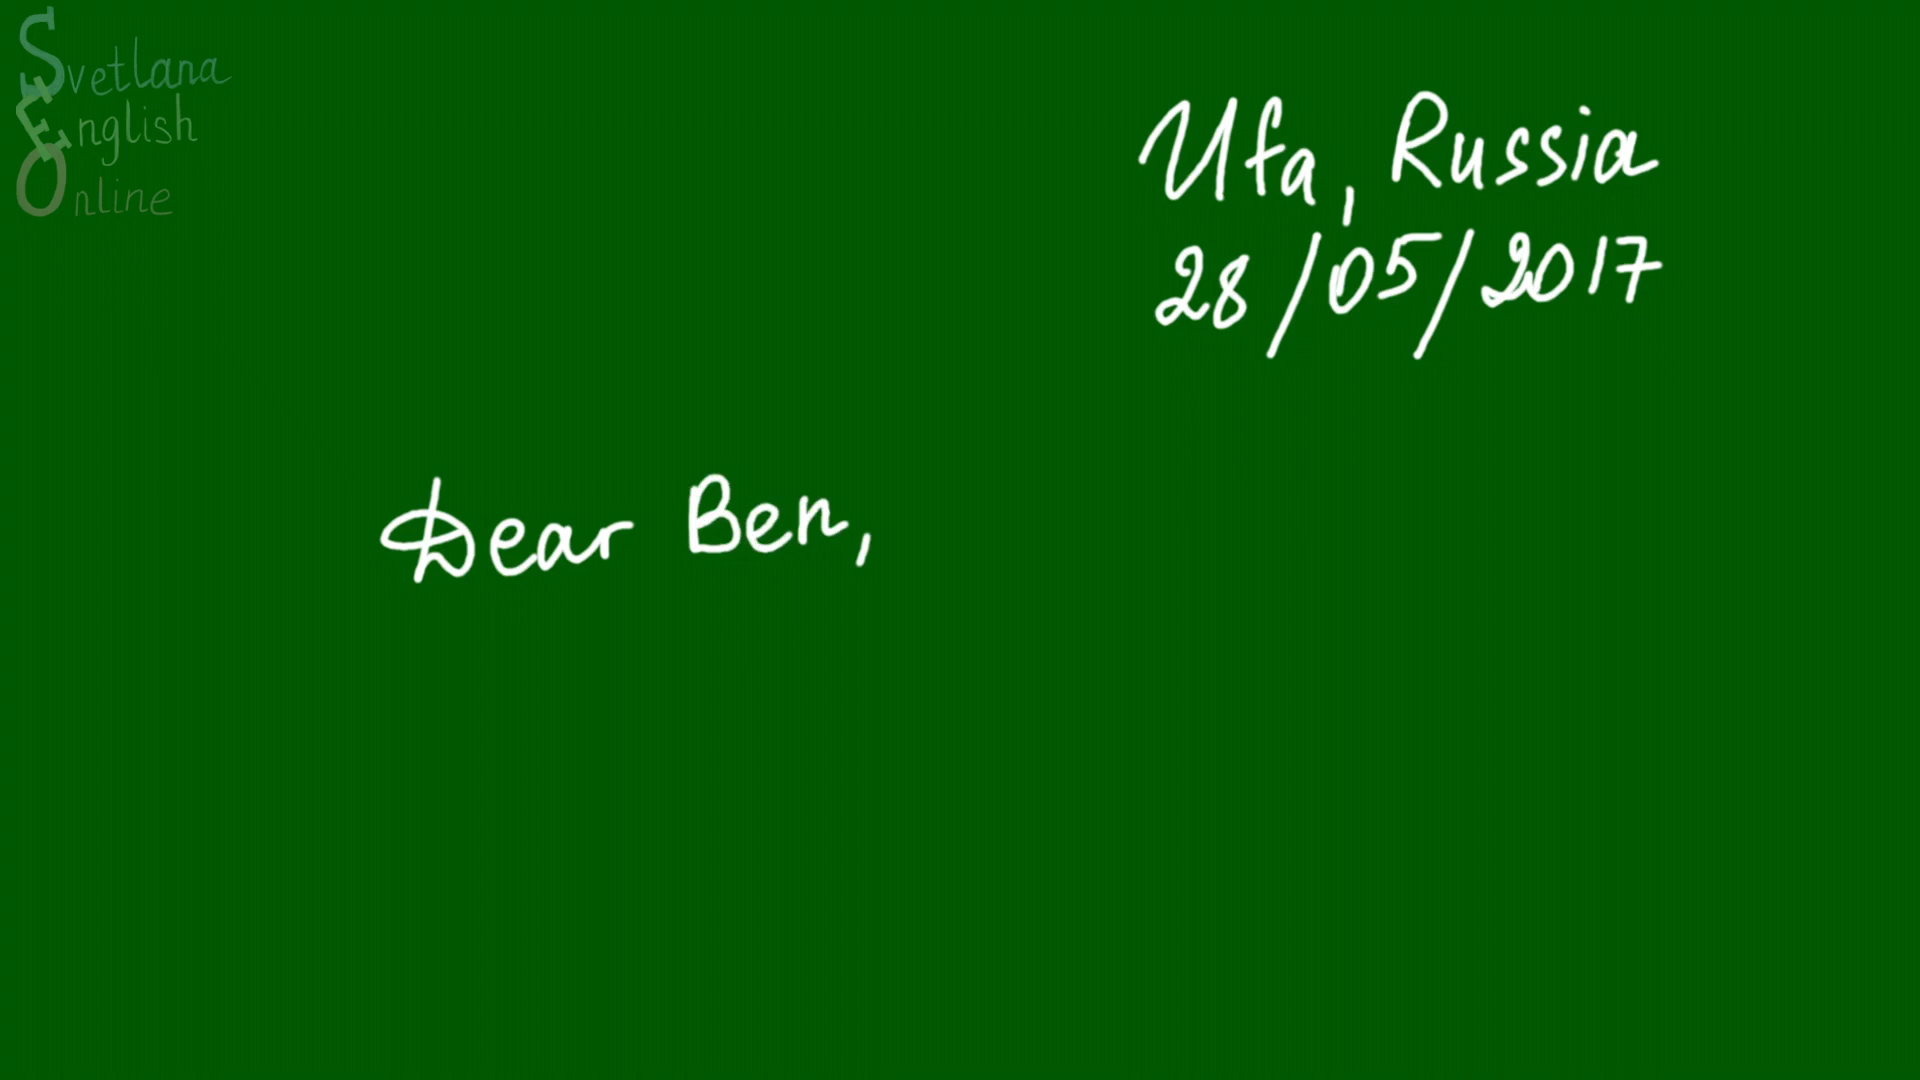 Svetlana
English
Online
Ufa, Russia
28/05/2017
Dear Ben,